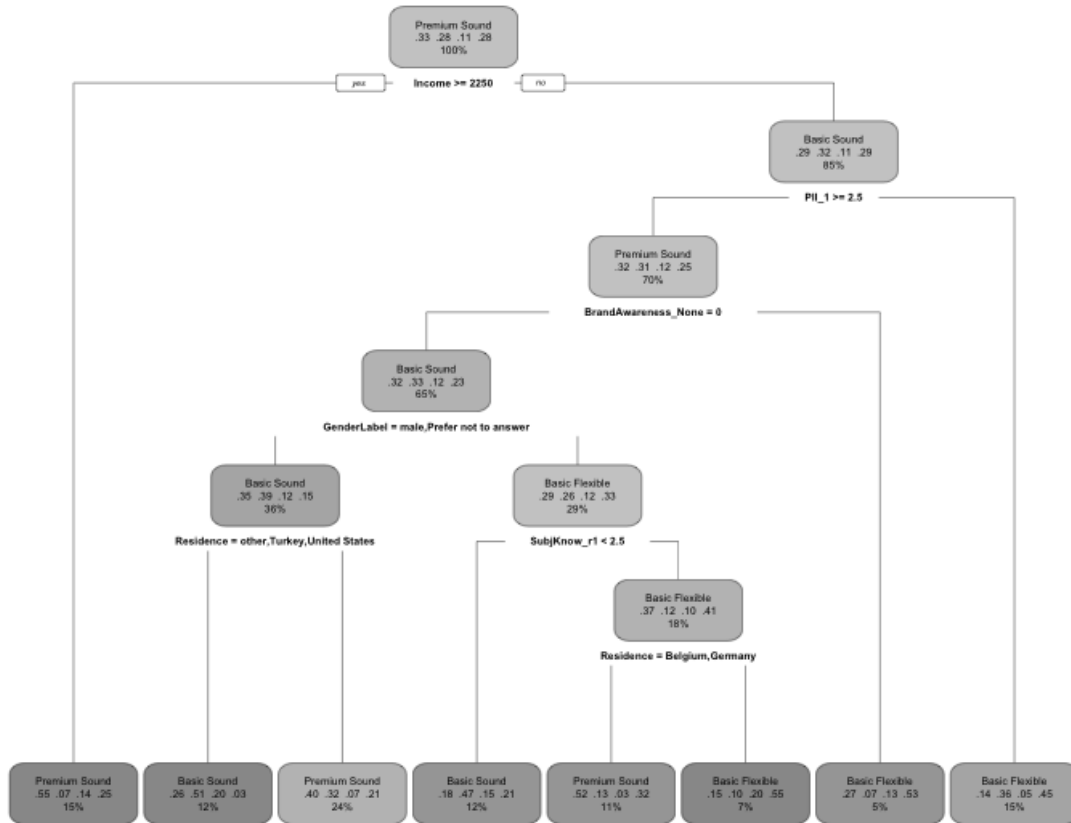 Premium Sound
.33 .28 .11 .28
100%
yes
Income >= 2250
no
Basic Sound
.29 .32 .11 .29
85%
PII_1 >= 2.5
Premium Sound
.32 .31 .12 .25
70%
BrandAwareness_None = 0
Basic Sound
.32 .33 .12 .23
65%
GenderLabel = male,Prefer not to answer
Basic Sound
.35 .39 .12 .15
36%
Basic Flexible
.29 .26 .12 .33
29%
Residence = other,Turkey,United States
SubjKnow_r1 < 2.5
Basic Flexible
.37 .12 .10 .41
18%
Residence = Belgium,Germany
Premium Sound
.55 .07 .14 .25
15%
Basic Sound
.26 .51 .20 .03
12%
Premium Sound
.40 .32 .07 .21
24%
Basic Sound
.18 .47 .15 .21
12%
Premium Sound
.52 .13 .03 .32
11%
Basic Flexible
.15 .10 .20 .55
7%
Basic Flexible
.27 .07 .13 .53
5%
Basic Flexible
.14 .36 .05 .45
15%